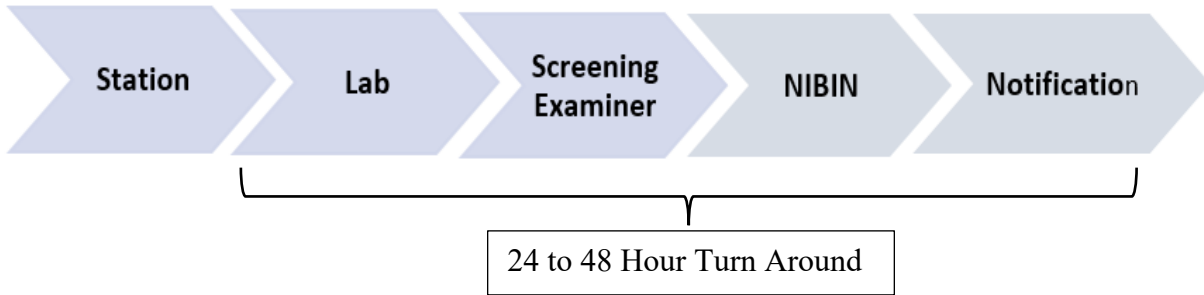 Station
Lab
Screening
Examiner
NIBIN
Notification
24 to 48 Hour Turn Around